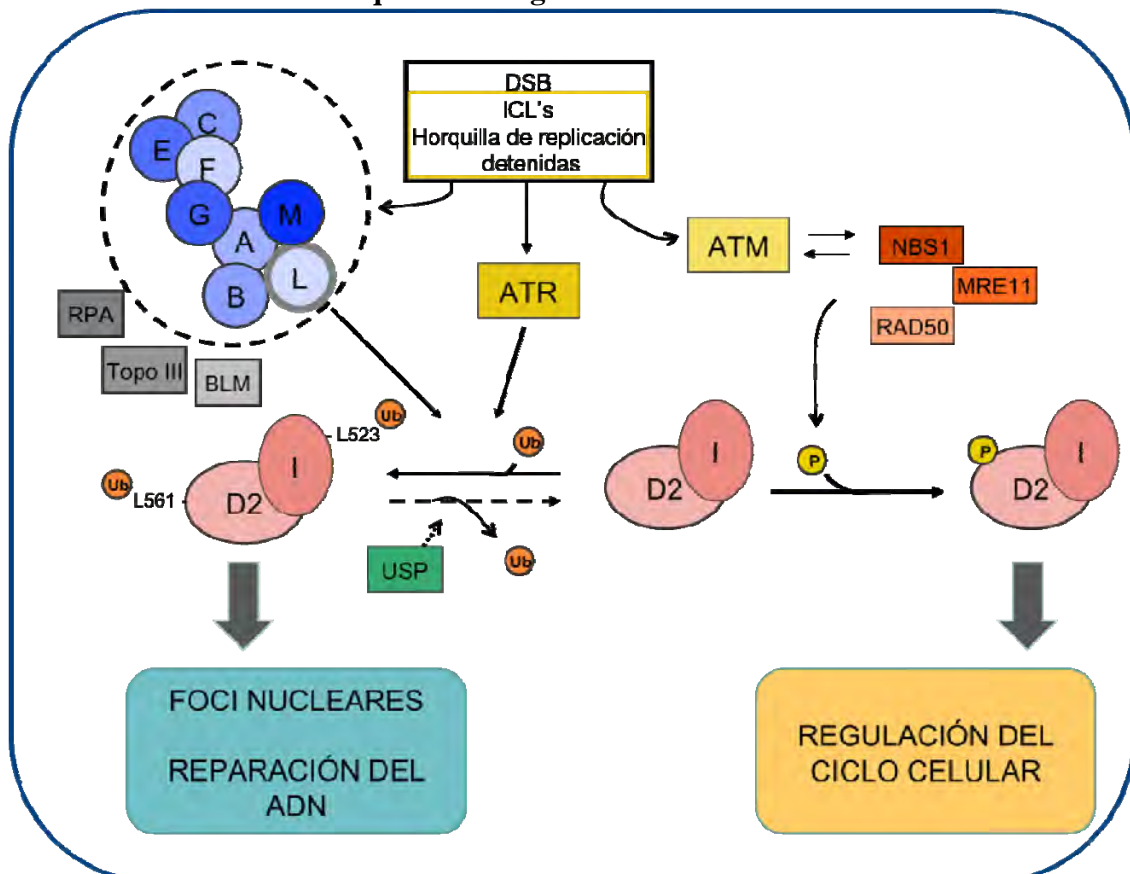 DSB
ICL's
Horquilla de replicación
detenidas
C
E
F
G
M
A
L
B
ATM
NBS1
MRE11
RAD50
ATR
RPA
Topo III
BLM
Ub
L523
I
Ub
L561
D2
Ub
USP
Ub
I
D2
P
P
I
D2
FOCI NUCLEARES
REPARACIÓN DEL
ADN
REGULACIÓN DEL
CICLO CELULAR